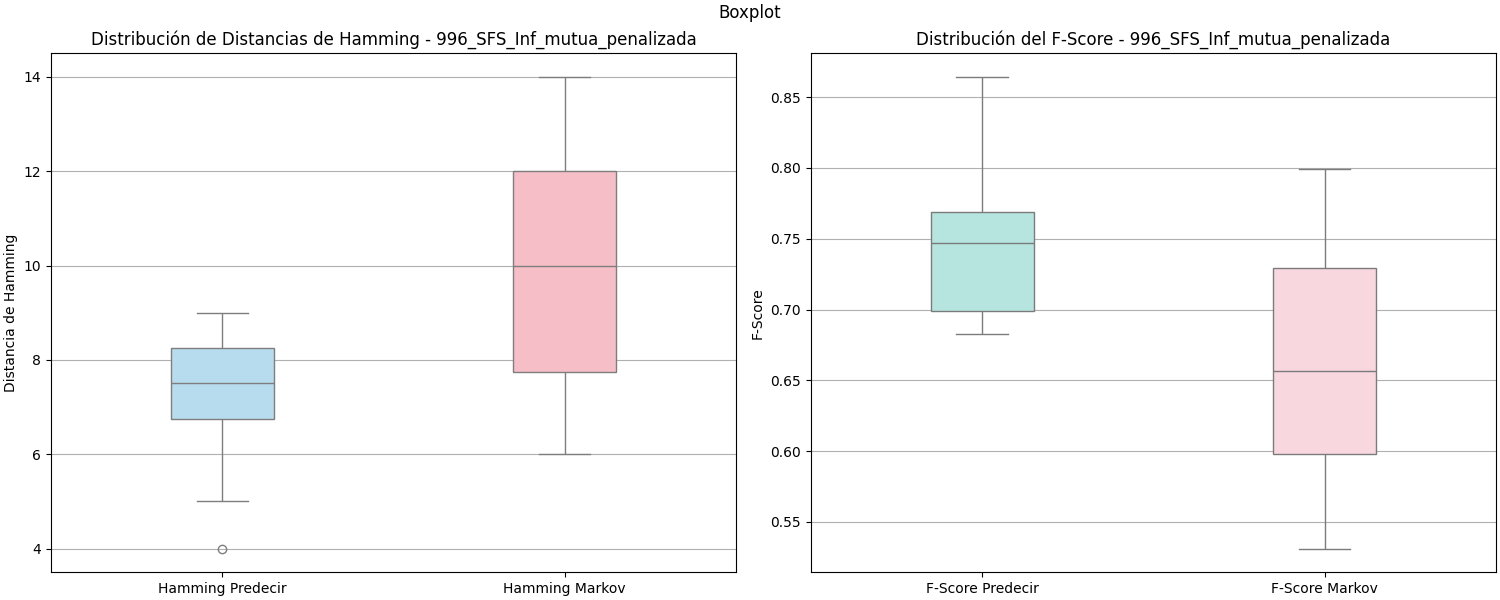 Boxplot
Distribución de Distancias de Hamming - 996_SFS_Inf_mutua_penalizada
Distancia de Hamming
14
12
10
8
6
4
Hamming Predecir
Hamming Markov
Distribución del F-Score - 996_SFS_Inf_mutua_penalizada
F-Score
0.85
0.80
0.75
0.70
0.65
0.60
0.55
F-Score Predecir
F-Score Markov